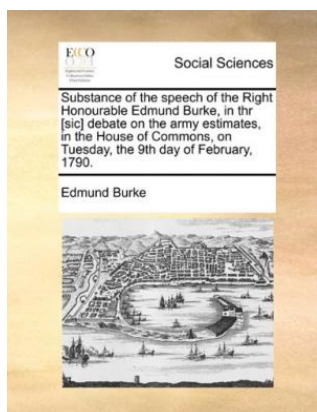 ECCO
Social Sciences
Substance of the speech of the Right
Honourable Edmund Burke, in thr
[sic] debate on the army estimates,
in the House of Commons, on
Tuesday, the 9th day of February,
1790.
Edmund Burke